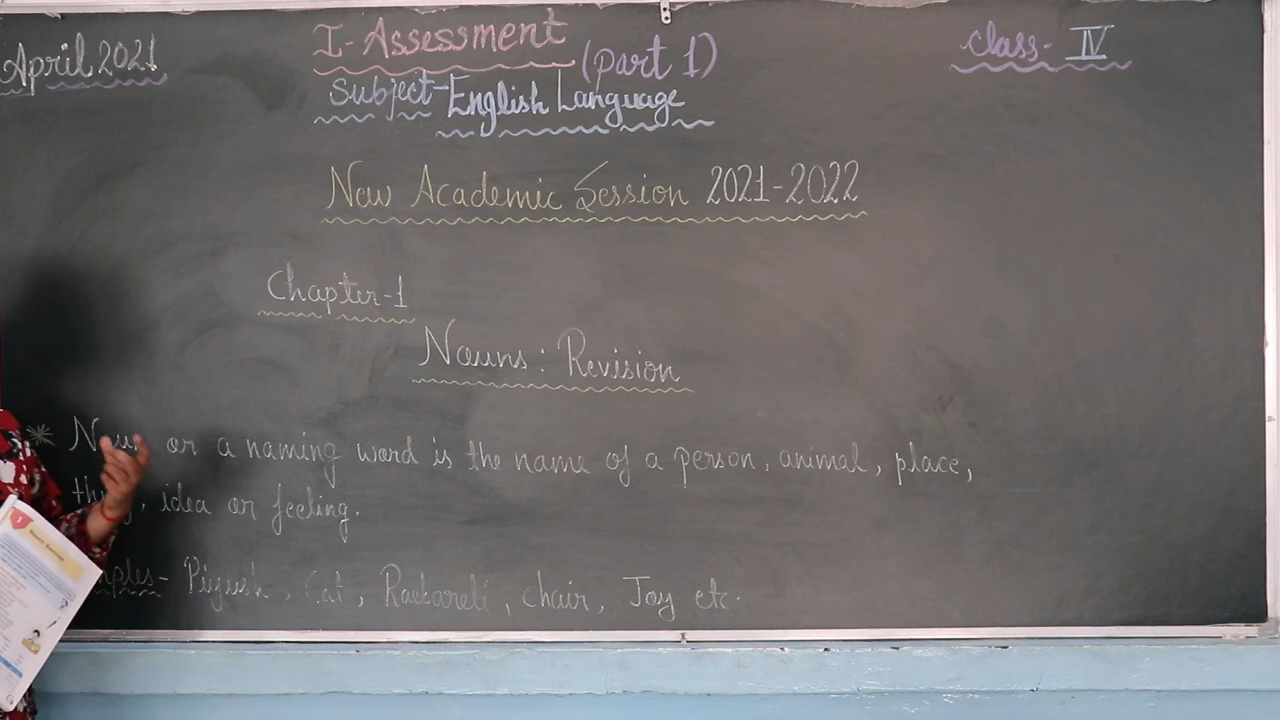 April 2021
I-Assessment (part 1)
class- IV
Subject-English Language
New Academic Session 2021-2022
Chapter-1
Nouns: Revision
* Noun or a naming word is the name of a person, animal, place,
idea or feeling.
Piyush, Cat, Raebareli, chair, Joy etc.